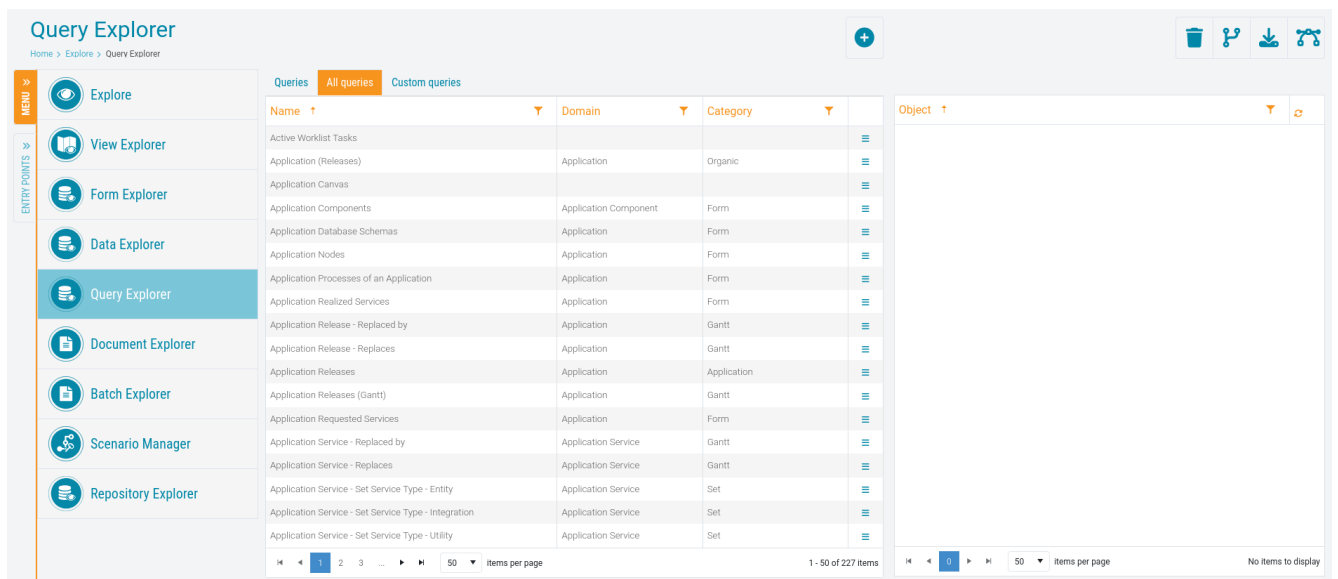 Query Explorer
Home > Explore > Query Explorer
MENU
ENTRY POINTS
Explore
View Explorer
Form Explorer
Data Explorer
Query Explorer
Document Explorer
Batch Explorer
Scenario Manager
Repository Explorer
Queries All queries Custom queries
Name Domain Category
Active Worklist Tasks
Application (Releases) Application Organic
Application Canvas
Application Components Application Component Form
Application Database Schemas Application Form
Application Nodes Application Form
Application Processes of an Application Application Form
Application Realized Services Application Form
Application Release - Replaced by Application Gantt
Application Release - Replaces Application Gantt
Application Releases Application Application
Application Releases (Gantt) Application Gantt
Application Requested Services Application Form
Application Service - Replaced by Application Service Gantt
Application Service - Replaces Application Service Gantt
Application Service - Set Service Type - Entity Application Service Set
Application Service - Set Service Type - Integration Application Service Set
Application Service - Set Service Type - Utility Application Service Set
1 2 3 ... 50 items per page 1 - 50 of 227 items
Object
0 50 items per page No items to display